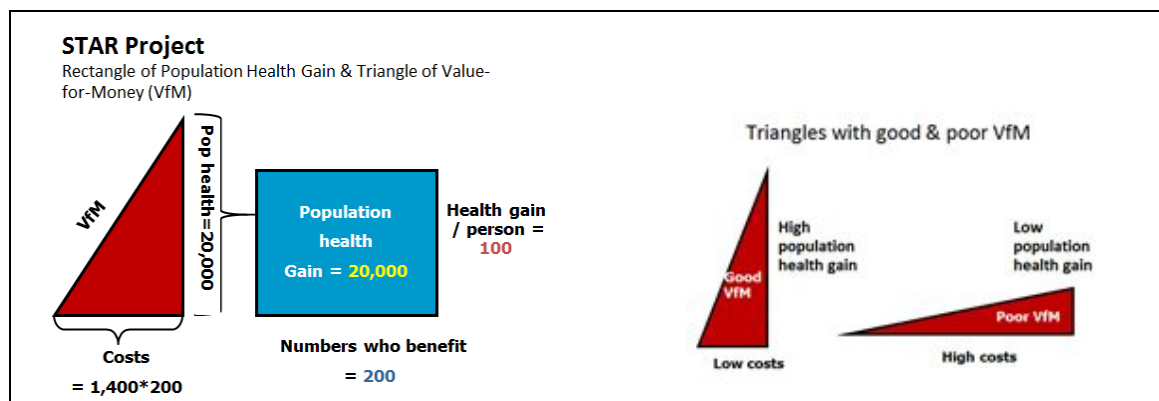 STAR Project
Rectangle of Population Health Gain & Triangle of Value-
for-Money (VfM)
VfM
Pop health=20,000
Population
health
Gain = 20,000
Health gain
/ person =
100
Costs
= 1,400*200
Numbers who benefit
= 200
Triangles with good & poor VfM
Good
VfM
High
population
health gain
Low costs
Low
population
health gain
Poor VfM
High costs